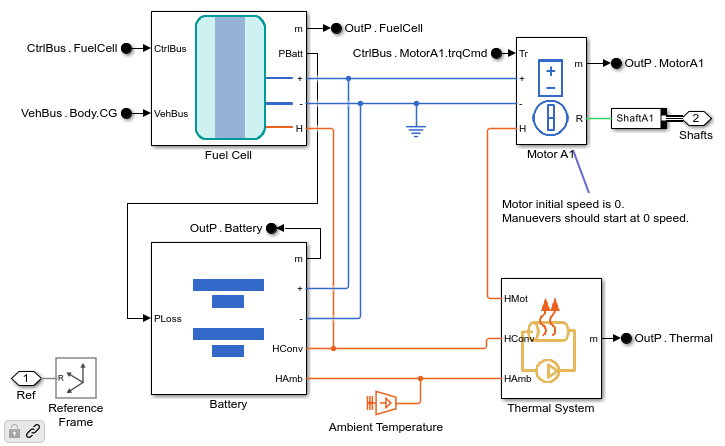 CtrlBus . FuelCell
CtrlBus
m
OutP . FuelCell
PBatt
VehBus . Body.CG
VehBus
+
-
H
Fuel Cell
CtrlBus . MotorA1.trqCmd
Tr
m
OutP . MotorA1
+
-
H
R
ShaftA1
2
Shafts
Motor A1
Motor initial speed is 0.
Manuevers should start at 0 speed.
OutP . Battery
m
+
-
PLoss
HConv
HAmb
Battery
HMot
HConv
HAmb
m
OutP . Thermal
Thermal System
Ambient Temperature
1
Ref
R
Reference
Frame